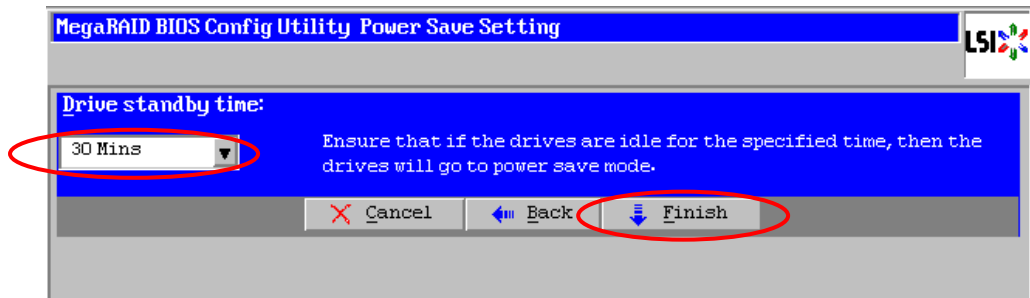 MegaRAID BIOS Config Utility Power Save Setting
LSI
Drive standby time:
30 Mins
Ensure that if the drives are idle for the specified time, then the
drives will go to power save mode.
Cancel
Back
Finish